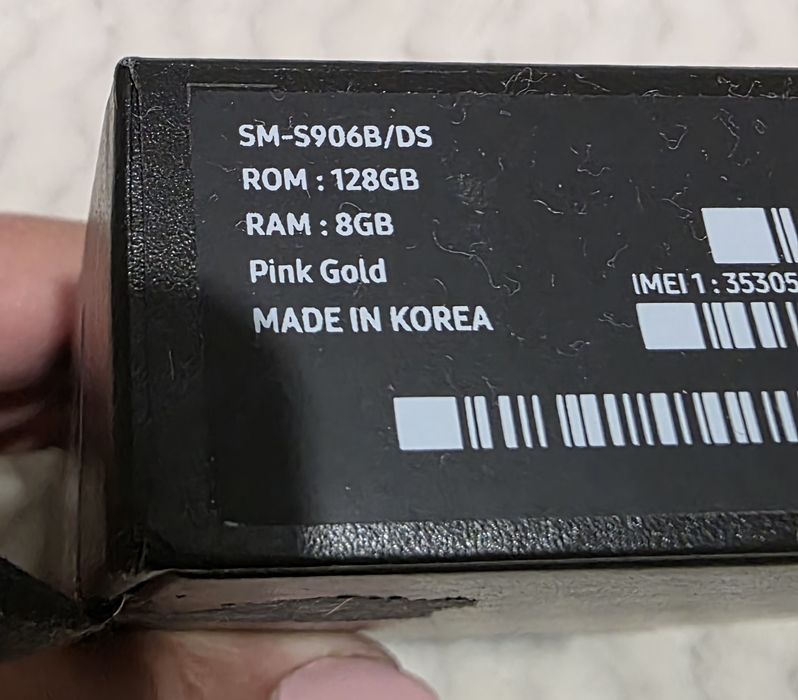 SM-S906B/DS
ROM : 128GB
RAM : 8GB
Pink Gold
MADE IN KOREA
IMEI 1 : 35305